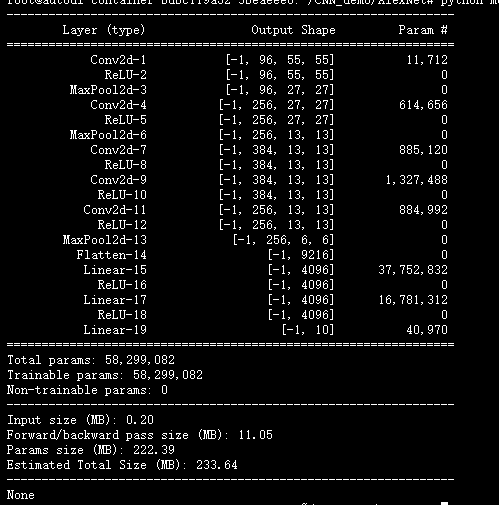 ----------------------------------------------------------------
Layer (type) Output Shape Param #
================================================================
Conv2d-1 [-1, 96, 55, 55] 11,712
ReLU-2 [-1, 96, 55, 55] 0
MaxPool2d-3 [-1, 96, 27, 27] 0
Conv2d-4 [-1, 256, 27, 27] 614,656
ReLU-5 [-1, 256, 27, 27] 0
MaxPool2d-6 [-1, 256, 13, 13] 0
Conv2d-7 [-1, 384, 13, 13] 885,120
ReLU-8 [-1, 384, 13, 13] 0
Conv2d-9 [-1, 384, 13, 13] 1,327,488
ReLU-10 [-1, 384, 13, 13] 0
Conv2d-11 [-1, 256, 13, 13] 884,992
ReLU-12 [-1, 256, 13, 13] 0
MaxPool2d-13 [-1, 256, 6, 6] 0
Flatten-14 [-1, 9216] 0
Linear-15 [-1, 4096] 37,752,832
ReLU-16 [-1, 4096] 0
Linear-17 [-1, 4096] 16,781,312
ReLU-18 [-1, 4096] 0
Linear-19 [-1, 10] 40,970
================================================================
Total params: 58,299,082
Trainable params: 58,299,082
Non-trainable params: 0
----------------------------------------------------------------
Input size (MB): 0.20
Forward/backward pass size (MB): 11.05
Params size (MB): 222.39
Estimated Total Size (MB): 233.64
----------------------------------------------------------------
None